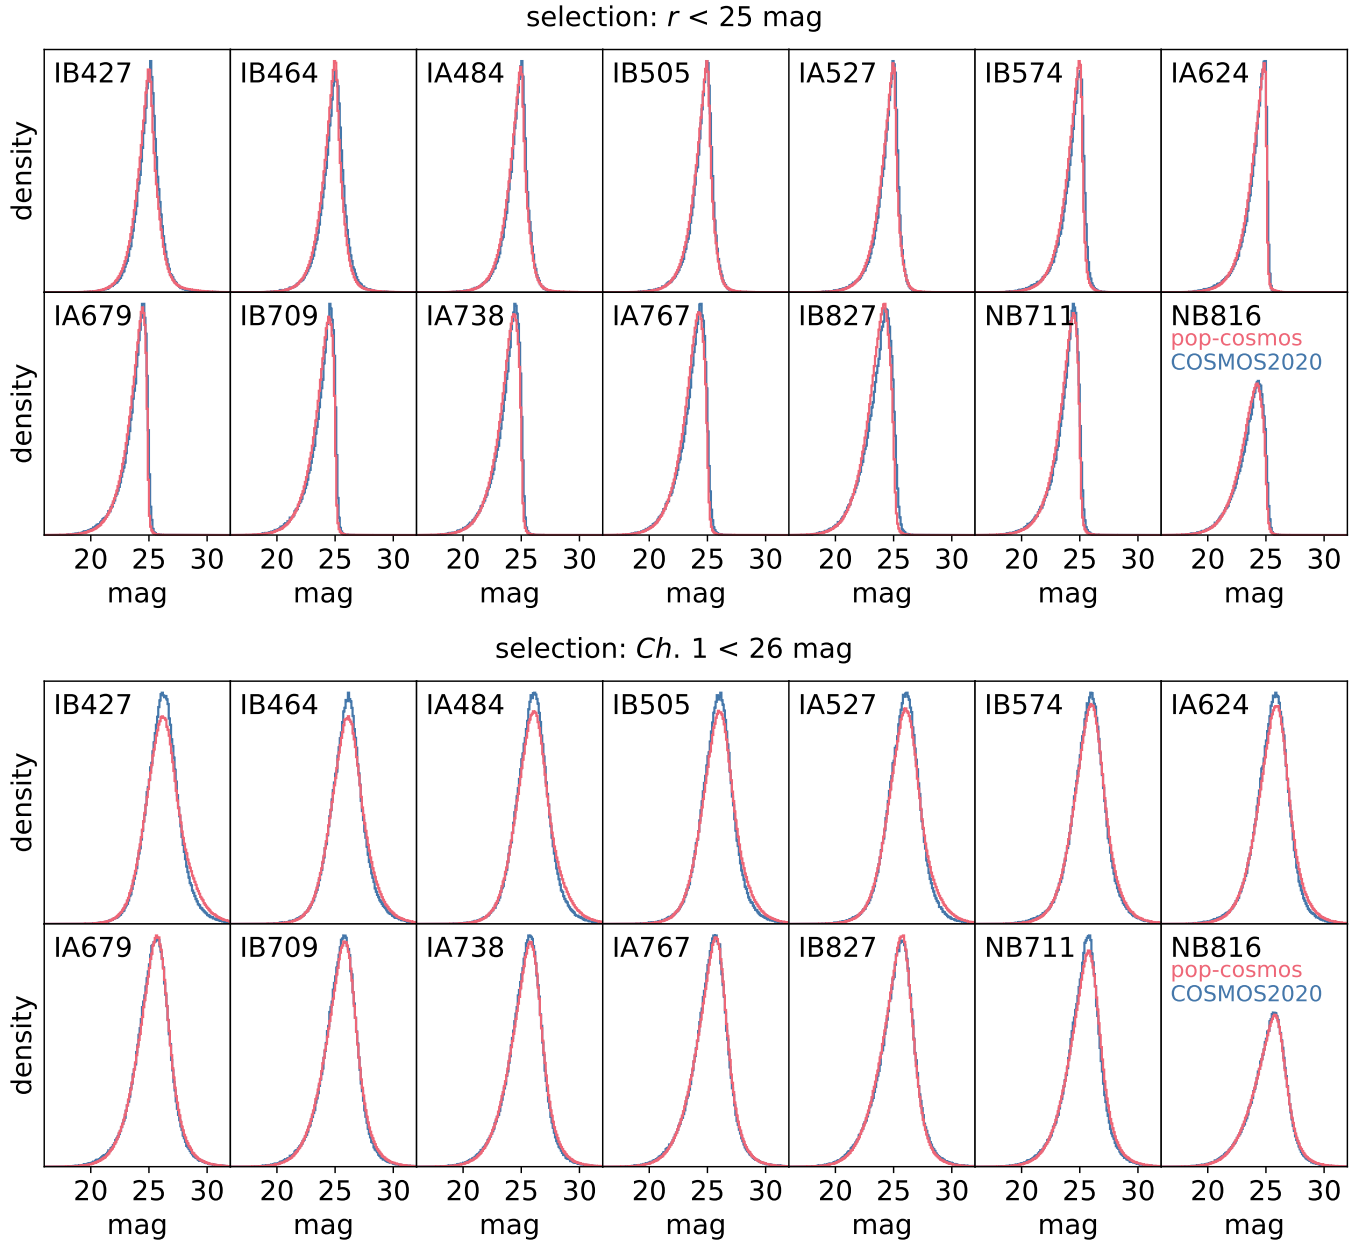 selection: r < 25 mag
IB427 IB464 IA484 IB505 IA527 IB574 IA624
density
IA679 IB709 IA738 IA767 IB827 NB711 NB816
pop-cosmos
COSMOS2020
density
20 25 30 20 25 30 20 25 30 20 25 30 20 25 30 20 25 30 20 25 30
mag mag mag mag mag mag mag
selection: Ch. 1 < 26 mag
IB427 IB464 IA484 IB505 IA527 IB574 IA624
density
IA679 IB709 IA738 IA767 IB827 NB711 NB816
pop-cosmos
COSMOS2020
density
20 25 30 20 25 30 20 25 30 20 25 30 20 25 30 20 25 30 20 25 30
mag mag mag mag mag mag mag